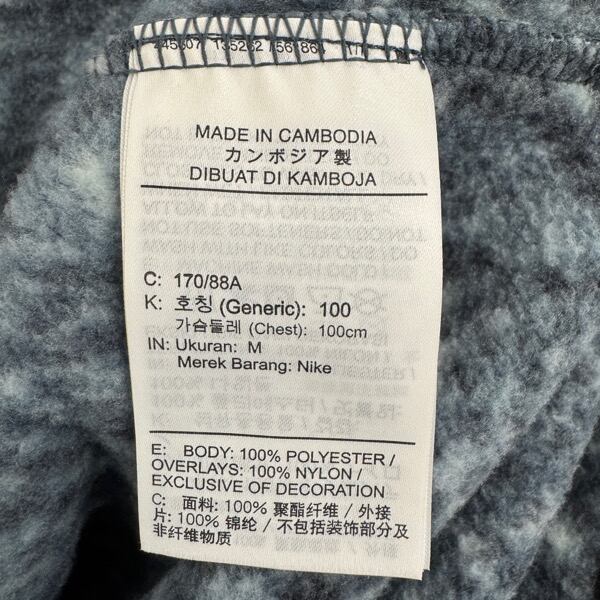 MADE IN CAMBODIA
カンボジア製
DIBUAT DI KAMBOJA
C: 170/88A
K: 호칭 (Generic): 100
가슴둘레 (Chest): 100cm
IN: Ukuran: M
Merek Barang: Nike
E: BODY: 100% POLYESTER /
OVERLAYS: 100% NYLON /
EXCLUSIVE OF DECORATION
C: 面料: 100% 聚酯纤维 / 外接
片: 100% 锦纶 / 不包括装饰部分及
非纤维物质